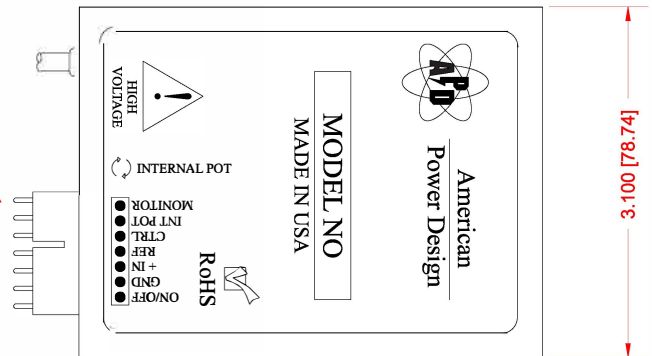 APD
American
Power Design
MODEL NO
MADE IN USA
HIGH
VOLTAGE
!
INTERNAL POT
MONITOR
INT POT
CTRL
REF
+ IN
GND
ON/OFF
RoHS
3.100 [78.74]